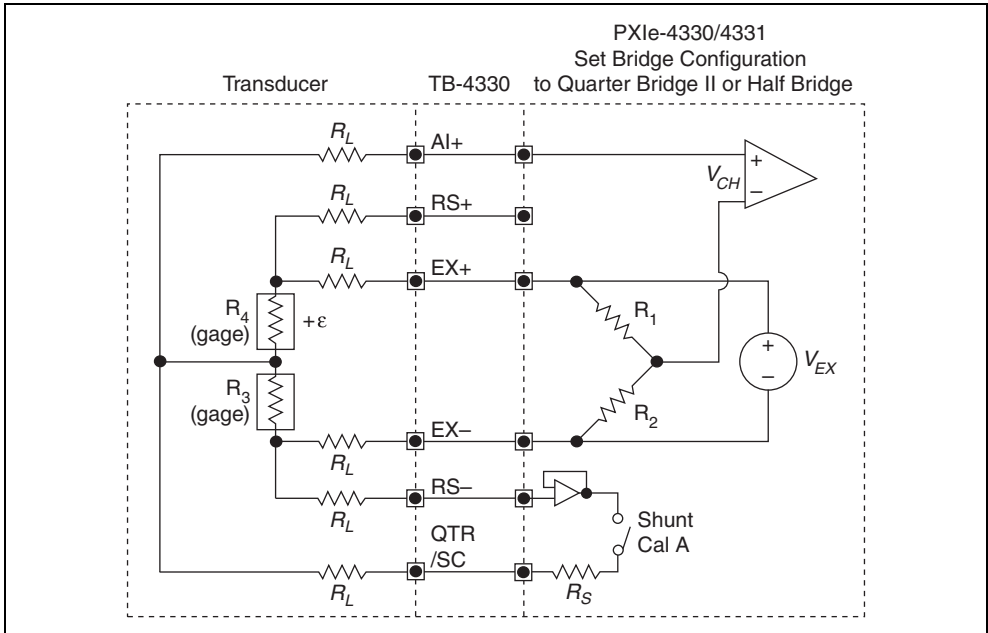 PXIe-4330/4331
Set Bridge Configuration
to Quarter Bridge II or Half Bridge
Transducer
TB-4330
R_L
AI+
+
V_CH
–
R_L
RS+
R_L
EX+
R_1
R_4
(gage)
+ε
+
–
V_EX
R_3
(gage)
R_2
EX–
R_L
RS–
R_L
Shunt
Cal A
QTR
/SC
R_L
R_S